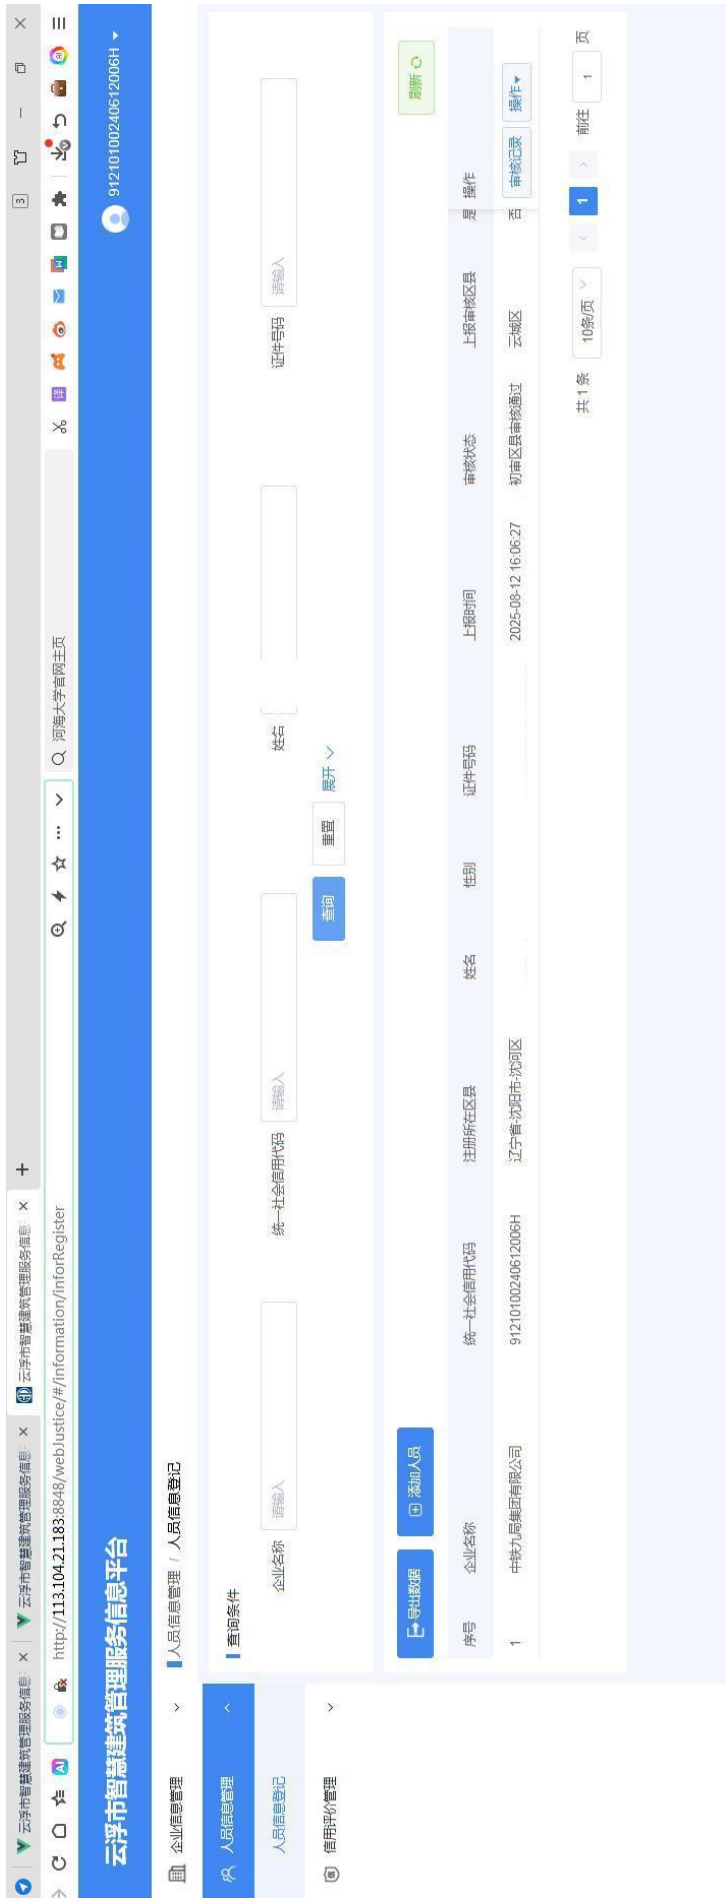 云浮市智慧建筑管理服务信息
云浮市智慧建筑管理服务信息
云浮市智慧建筑管理服务信息
3
http://113.104.21.183:8848/webJustice/#/information/inforRegister
河海大学官网主页
译
云浮市智慧建筑管理服务信息平台
91210100240612006H
企业信息管理
人员信息管理
人员信息登记
信用评价管理
人员信息管理 / 人员信息登记
查询条件
企业名称 请输入 统一社会信用代码 请输入 姓名 证件号码 请输入
查询 重置 展开
导出数据 添加人员 刷新
序号 企业名称 统一社会信用代码 注册所在区县 姓名 性别 证件号码 上报时间 审核状态 上报审核区县 是 操作
1 中铁九局集团有限公司 91210100240612006H 辽宁省-沈阳市-沈河区 2025-08-12 16:06:27 初审区县审核通过 云城区 否 审核记录 操作
共 1 条 10条/页 1 前往 1 页